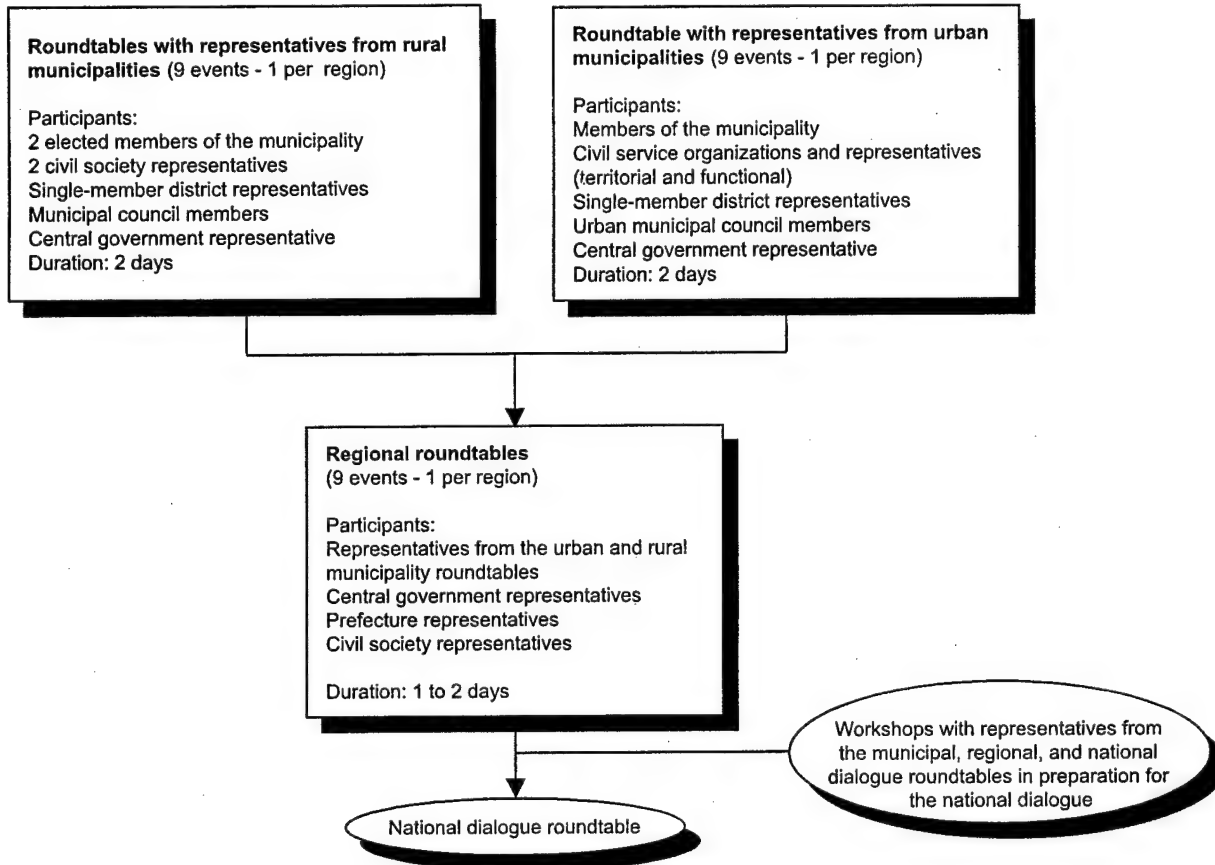 Roundtables with representatives from rural
municipalities (9 events - 1 per region)
Participants:
2 elected members of the municipality
2 civil society representatives
Single-member district representatives
Municipal council members
Central government representative
Duration: 2 days
Roundtable with representatives from urban
municipalities (9 events - 1 per region)
Participants:
Members of the municipality
Civil service organizations and representatives
(territorial and functional)
Single-member district representatives
Urban municipal council members
Central government representative
Duration: 2 days
Regional roundtables
(9 events - 1 per region)
Participants:
Representatives from the urban and rural
municipality roundtables
Central government representatives
Prefecture representatives
Civil society representatives
Duration: 1 to 2 days
Workshops with representatives from
the municipal, regional, and national
dialogue roundtables in preparation for
the national dialogue
National dialogue roundtable